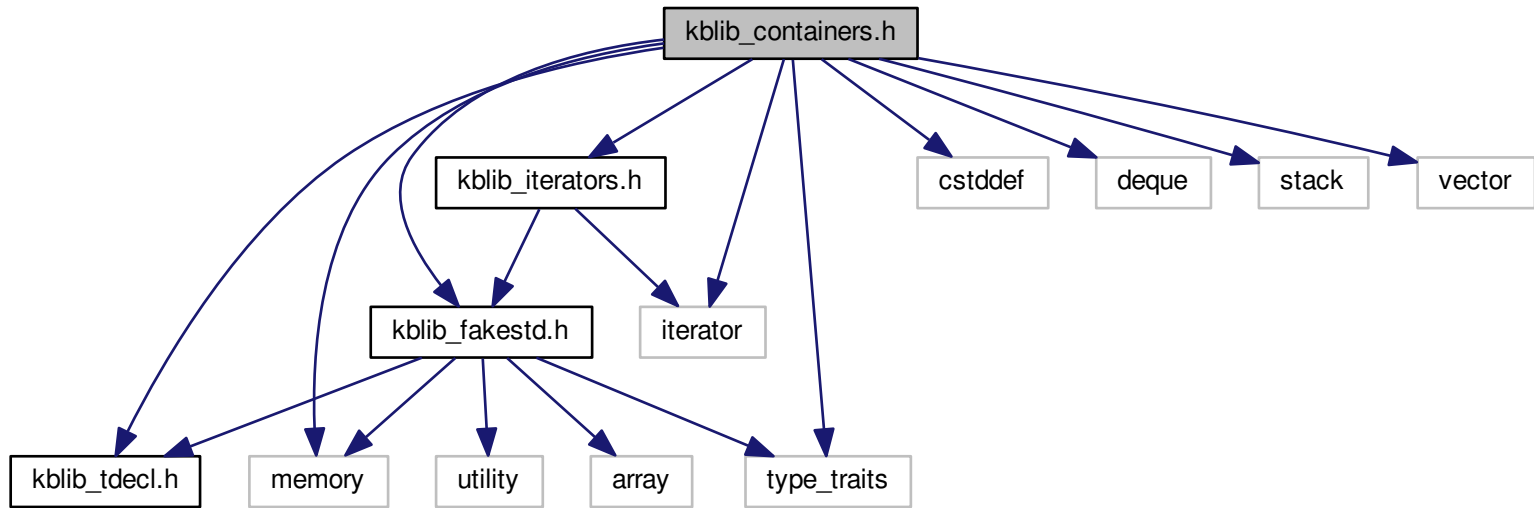 kblib_containers.h
kblib_iterators.h
cstddef
deque
stack
vector
kblib_fakestd.h
iterator
kblib_tdecl.h
memory
utility
array
type_traits